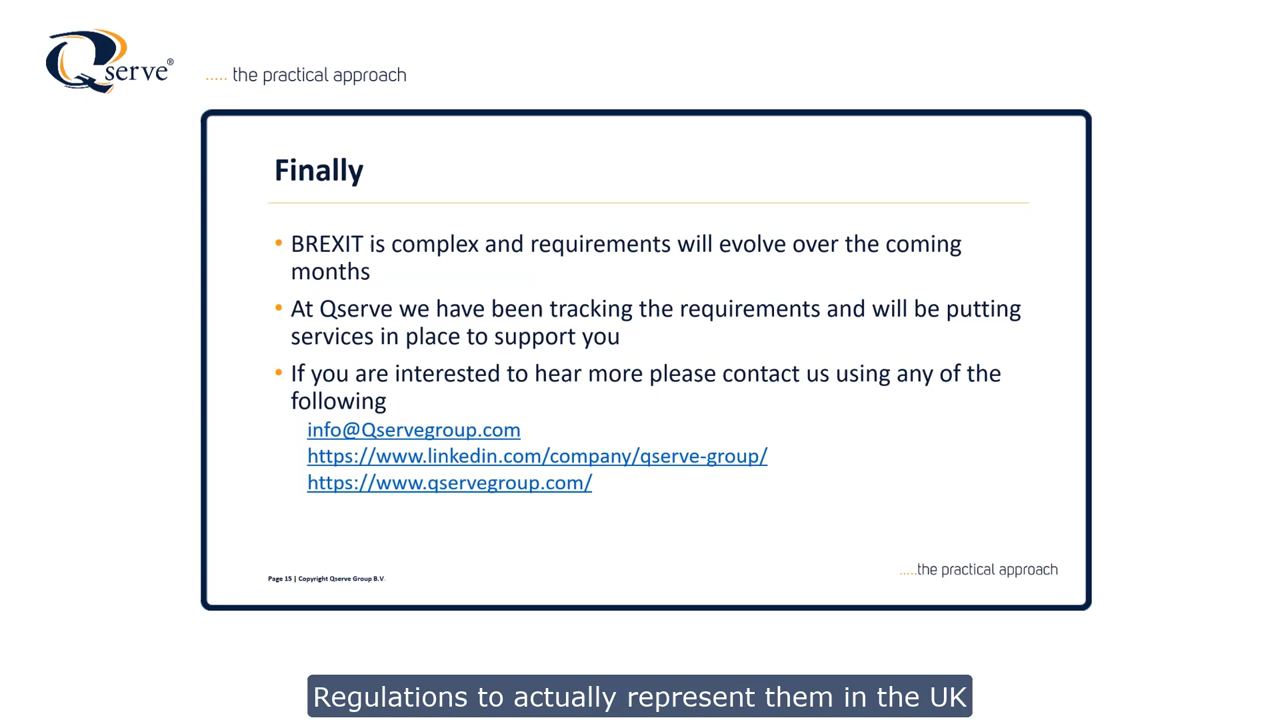 Qserve®
..... the practical approach
Finally
• BREXIT is complex and requirements will evolve over the coming
months
• At Qserve we have been tracking the requirements and will be putting
services in place to support you
• If you are interested to hear more please contact us using any of the
following
info@Qservegroup.com
https://www.linkedin.com/company/qserve-group/
https://www.qservegroup.com/
.....the practical approach
Page 15 | Copyright Qserve Group B.V.
Regulations to actually represent them in the UK